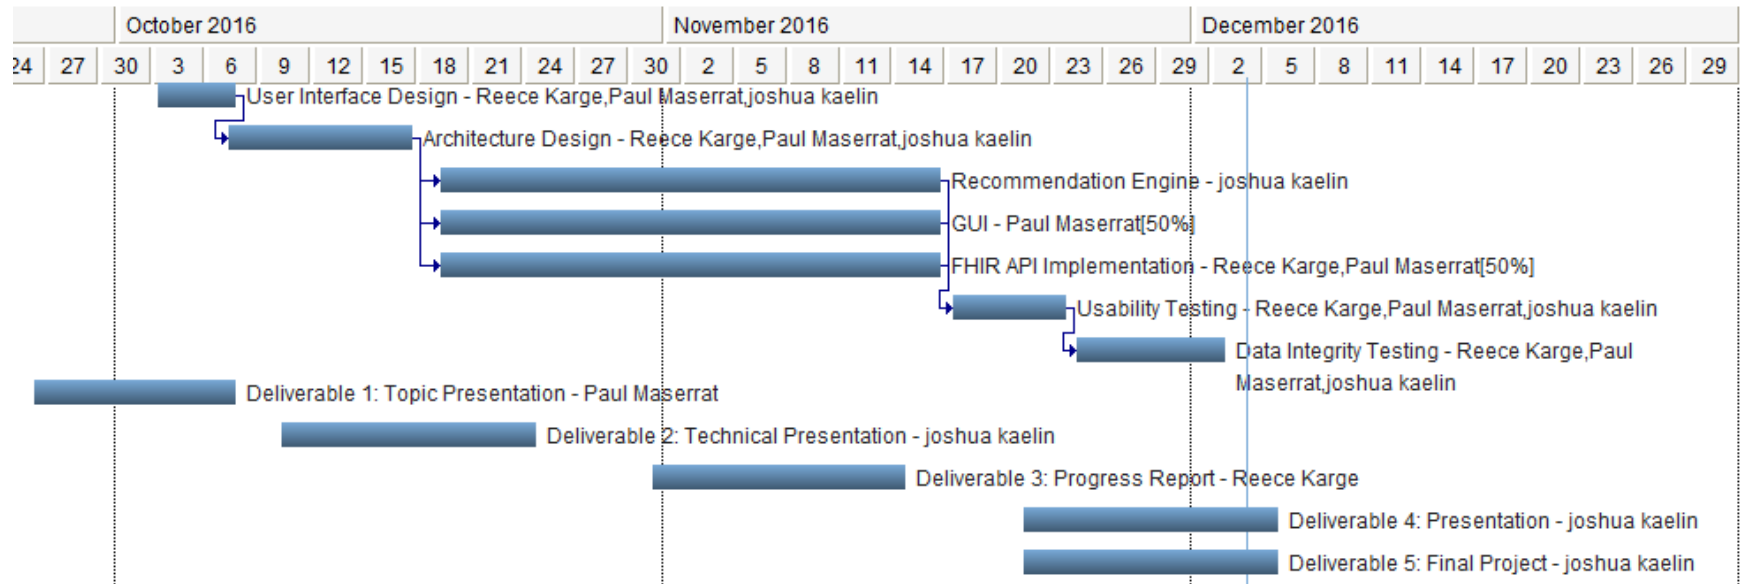 October 2016 November 2016 December 2016
24 27 30 3 6 9 12 15 18 21 24 27 30 2 5 8 11 14 17 20 23 26 29 2 5 8 11 14 17 20 23 26 29
User Interface Design - Reece Karge,Paul Maserrat,joshua kaelin
Architecture Design - Reece Karge,Paul Maserrat,joshua kaelin
Recommendation Engine - joshua kaelin
GUI - Paul Maserrat[50%]
FHIR API Implementation - Reece Karge,Paul Maserrat[50%]
Usability Testing - Reece Karge,Paul Maserrat,joshua kaelin
Data Integrity Testing - Reece Karge,Paul
Maserrat,joshua kaelin
Deliverable 1: Topic Presentation - Paul Maserrat
Deliverable 2: Technical Presentation - joshua kaelin
Deliverable 3: Progress Report - Reece Karge
Deliverable 4: Presentation - joshua kaelin
Deliverable 5: Final Project - joshua kaelin